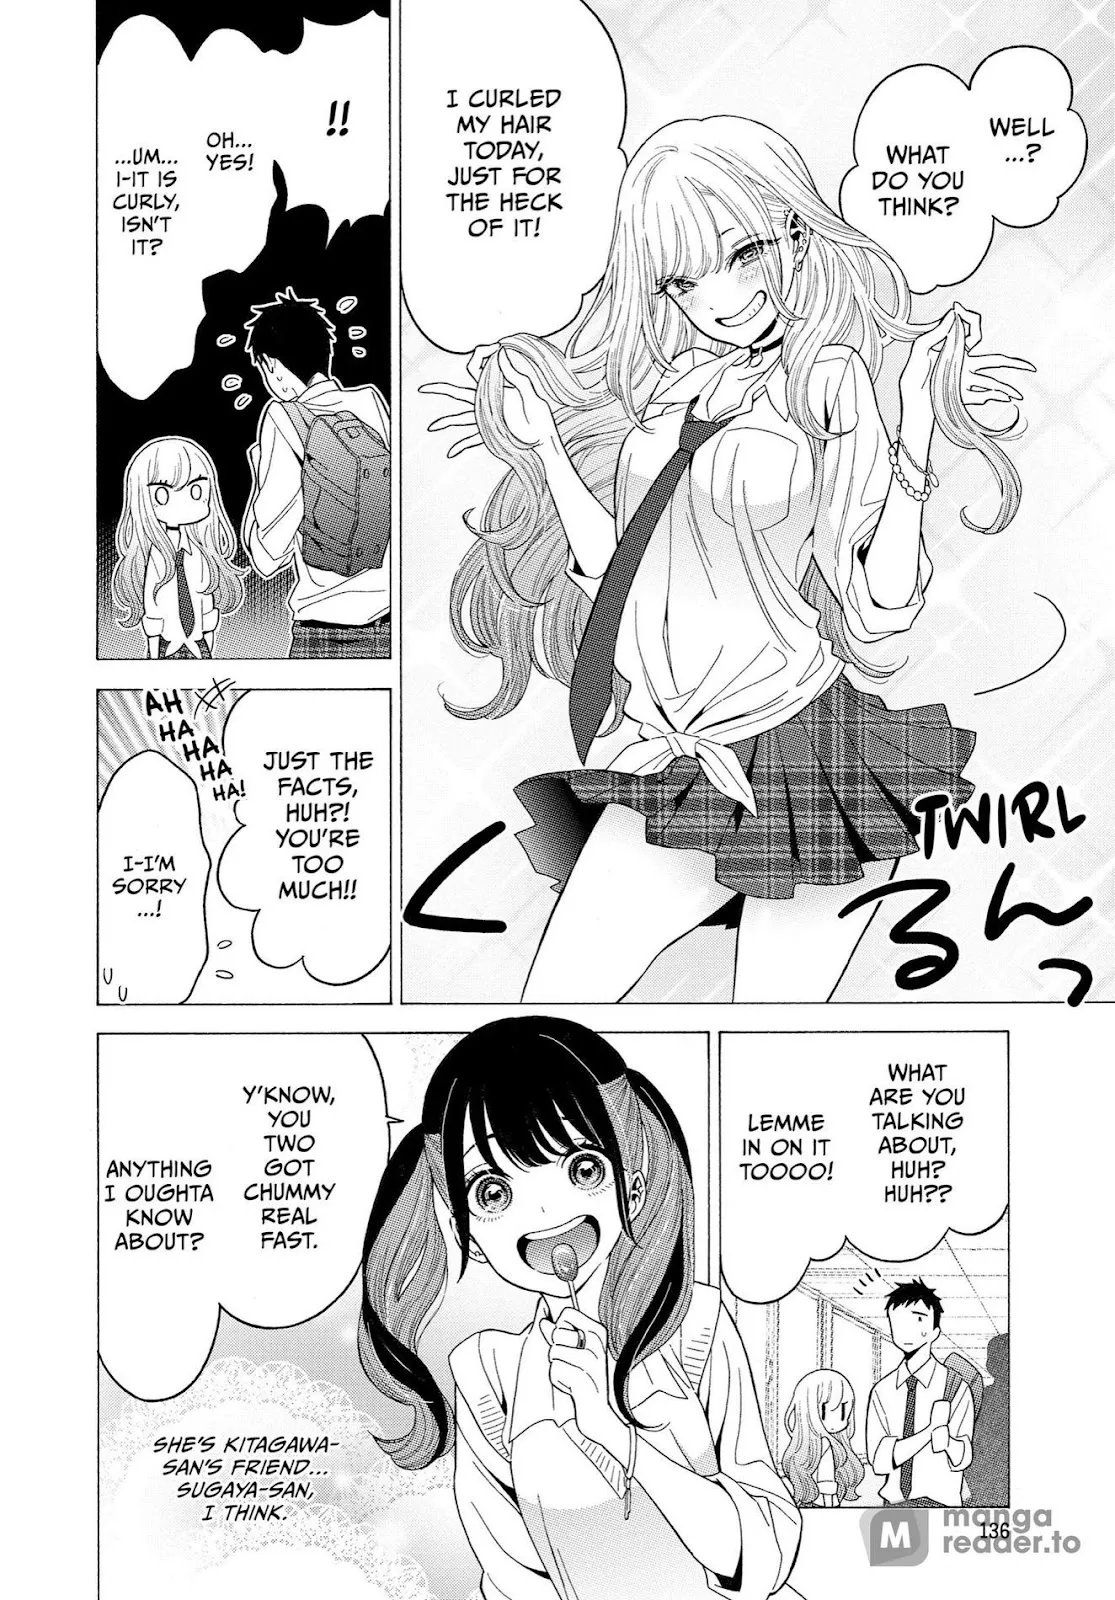 WELL
...?
WHAT
DO YOU
THINK?
I CURLED
MY HAIR
TODAY,
JUST FOR
THE HECK
OF IT!
TWIRL
くるんっ
!!
OH...
YES!
...UM...
I-IT IS
CURLY,
ISN'T
IT?
JUST THE
FACTS,
HUH?!
YOU'RE
TOO
MUCH!!
AH
HA
HA
HA
HA!
I-I'M
SORRY
...!
WHAT
ARE YOU
TALKING
ABOUT,
HUH?
HUH??
LEMME
IN ON IT
TOOOO!
Y'KNOW,
YOU
TWO
GOT
CHUMMY
REAL
FAST.
ANYTHING
I OUGHTA
KNOW
ABOUT?
SHE'S KITAGAWA-
SAN'S FRIEND...
SUGAYA-SAN,
I THINK.
136
M manga
reader.to